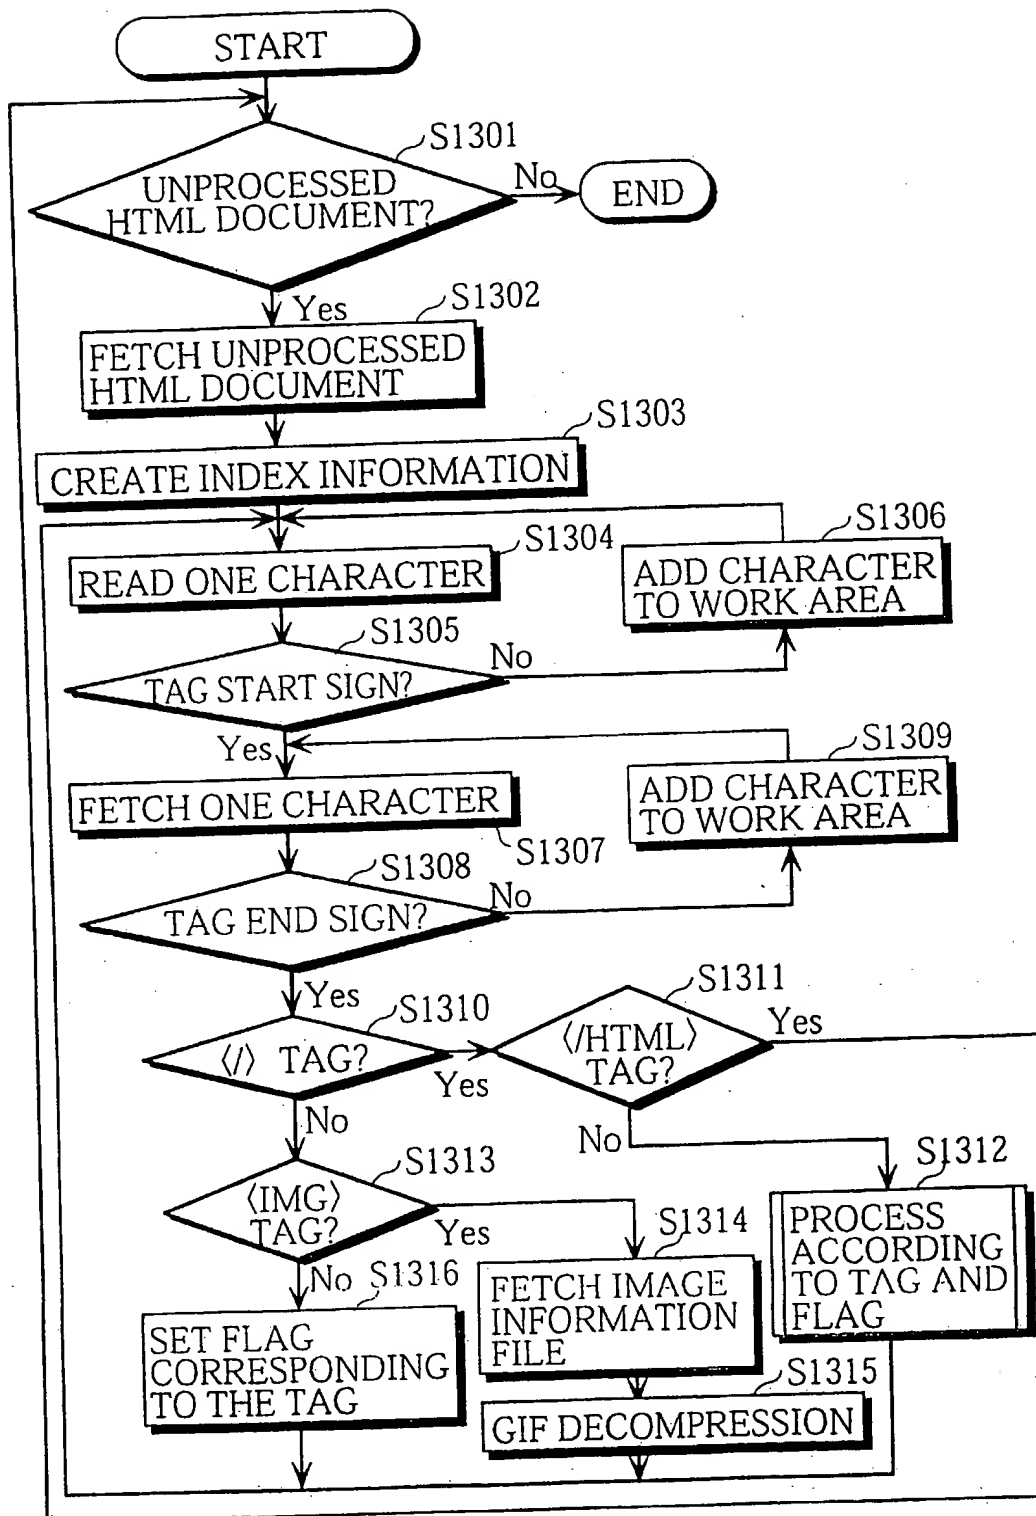 START
S1301
UNPROCESSED
HTML DOCUMENT?
No
END
Yes
S1302
FETCH UNPROCESSED
HTML DOCUMENT
S1303
CREATE INDEX INFORMATION
S1304
READ ONE CHARACTER
S1306
ADD CHARACTER
TO WORK AREA
S1305
TAG START SIGN?
No
Yes
S1309
ADD CHARACTER
TO WORK AREA
FETCH ONE CHARACTER
S1307
S1308
TAG END SIGN?
No
Yes
S1310
〈/〉 TAG?
Yes
S1311
〈/HTML〉
TAG?
Yes
No
No
S1312
PROCESS
ACCORDING
TO TAG AND
FLAG
S1313
〈IMG〉
TAG?
Yes
S1314
FETCH IMAGE
INFORMATION
FILE
No
S1316
SET FLAG
CORRESPONDING
TO THE TAG
S1315
GIF DECOMPRESSION